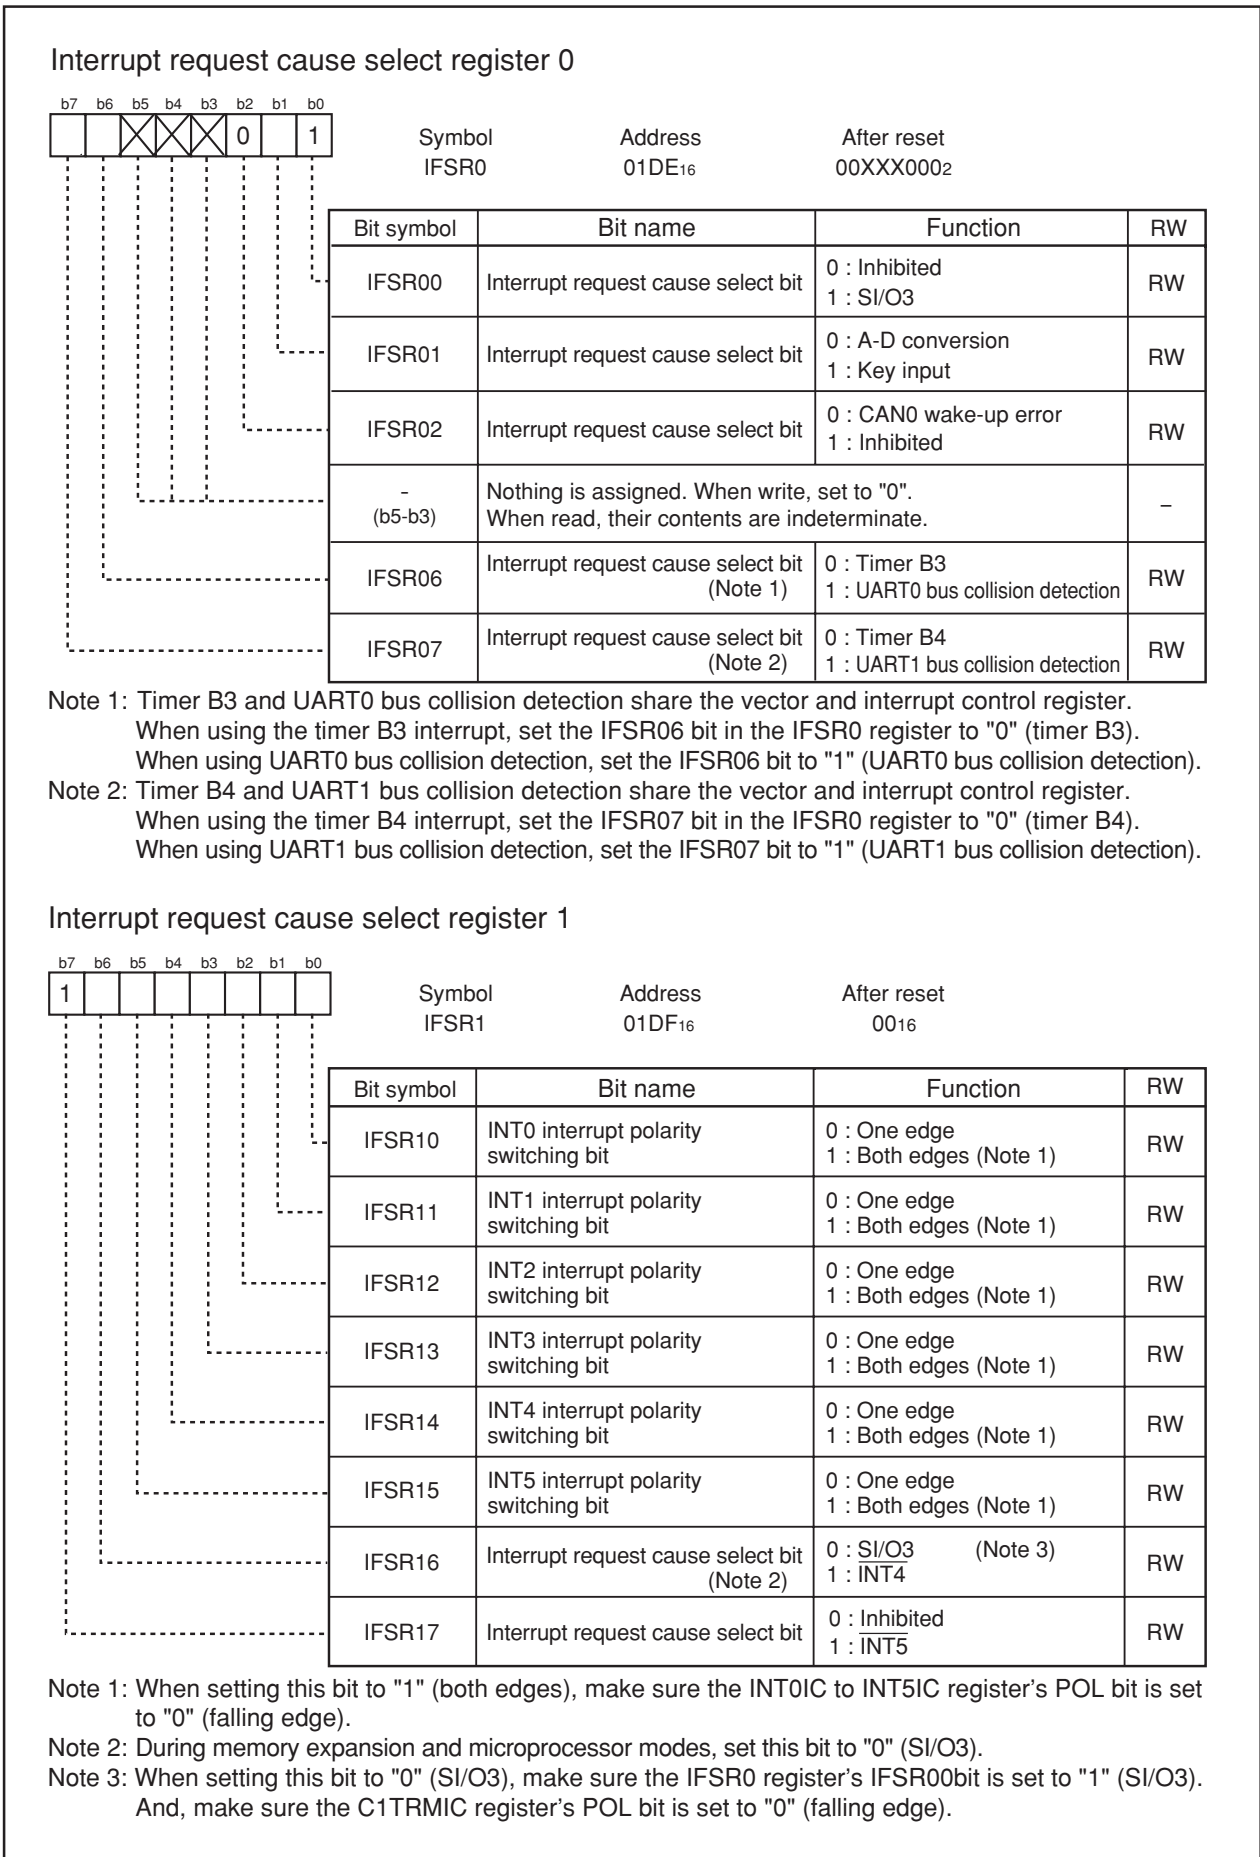 Interrupt request cause select register 0
b7 b6 b5 b4 b3 b2 b1 b0
0 1
Symbol Address After reset
IFSR0 01DE16 00XXX0002
Bit symbol Bit name Function RW
IFSR00 Interrupt request cause select bit 0 : Inhibited RW
1 : SI/O3
IFSR01 Interrupt request cause select bit 0 : A-D conversion RW
1 : Key input
IFSR02 Interrupt request cause select bit 0 : CAN0 wake-up error RW
1 : Inhibited
- Nothing is assigned. When write, set to "0". –
(b5-b3) When read, their contents are indeterminate.
IFSR06 Interrupt request cause select bit 0 : Timer B3 RW
(Note 1) 1 : UART0 bus collision detection
IFSR07 Interrupt request cause select bit 0 : Timer B4 RW
(Note 2) 1 : UART1 bus collision detection
Note 1: Timer B3 and UART0 bus collision detection share the vector and interrupt control register.
When using the timer B3 interrupt, set the IFSR06 bit in the IFSR0 register to "0" (timer B3).
When using UART0 bus collision detection, set the IFSR06 bit to "1" (UART0 bus collision detection).
Note 2: Timer B4 and UART1 bus collision detection share the vector and interrupt control register.
When using the timer B4 interrupt, set the IFSR07 bit in the IFSR0 register to "0" (timer B4).
When using UART1 bus collision detection, set the IFSR07 bit to "1" (UART1 bus collision detection).
Interrupt request cause select register 1
b7 b6 b5 b4 b3 b2 b1 b0
1
Symbol Address After reset
IFSR1 01DF16 0016
Bit symbol Bit name Function RW
IFSR10 INT0 interrupt polarity 0 : One edge RW
switching bit 1 : Both edges (Note 1)
IFSR11 INT1 interrupt polarity 0 : One edge RW
switching bit 1 : Both edges (Note 1)
IFSR12 INT2 interrupt polarity 0 : One edge RW
switching bit 1 : Both edges (Note 1)
IFSR13 INT3 interrupt polarity 0 : One edge RW
switching bit 1 : Both edges (Note 1)
IFSR14 INT4 interrupt polarity 0 : One edge RW
switching bit 1 : Both edges (Note 1)
IFSR15 INT5 interrupt polarity 0 : One edge RW
switching bit 1 : Both edges (Note 1)
IFSR16 Interrupt request cause select bit 0 : SI/O3 (Note 3) RW
(Note 2) 1 : INT4
IFSR17 Interrupt request cause select bit 0 : Inhibited RW
1 : INT5
Note 1: When setting this bit to "1" (both edges), make sure the INT0IC to INT5IC register's POL bit is set
to "0" (falling edge).
Note 2: During memory expansion and microprocessor modes, set this bit to "0" (SI/O3).
Note 3: When setting this bit to "0" (SI/O3), make sure the IFSR0 register's IFSR00bit is set to "1" (SI/O3).
And, make sure the C1TRMIC register's POL bit is set to "0" (falling edge).